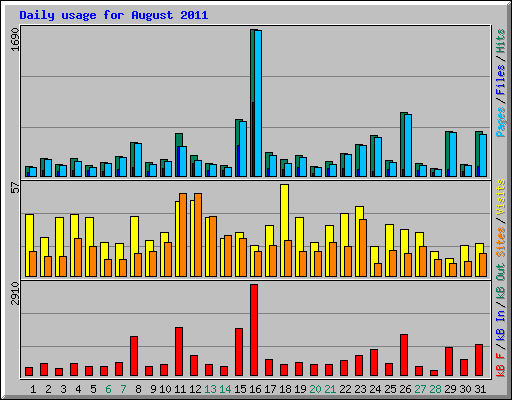 Daily usage for August 2011
1690
Pages / Files / Hits
57
Sites / Visits
2910
kB F / kB In / kB Out
1 2 3 4 5 6 7 8 9 10 11 12 13 14 15 16 17 18 19 20 21 22 23 24 25 26 27 28 29 30 31